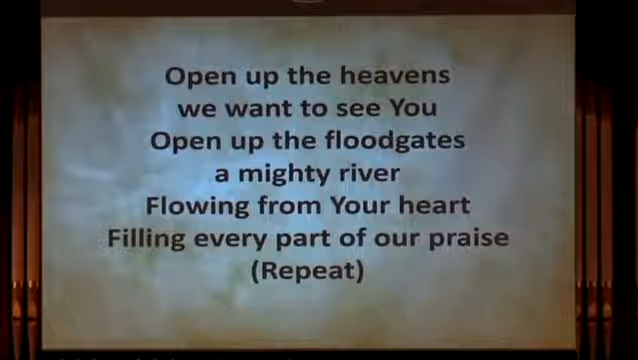 Open up the heavens
we want to see You
Open up the floodgates
a mighty river
Flowing from Your heart
Filling every part of our praise
(Repeat)